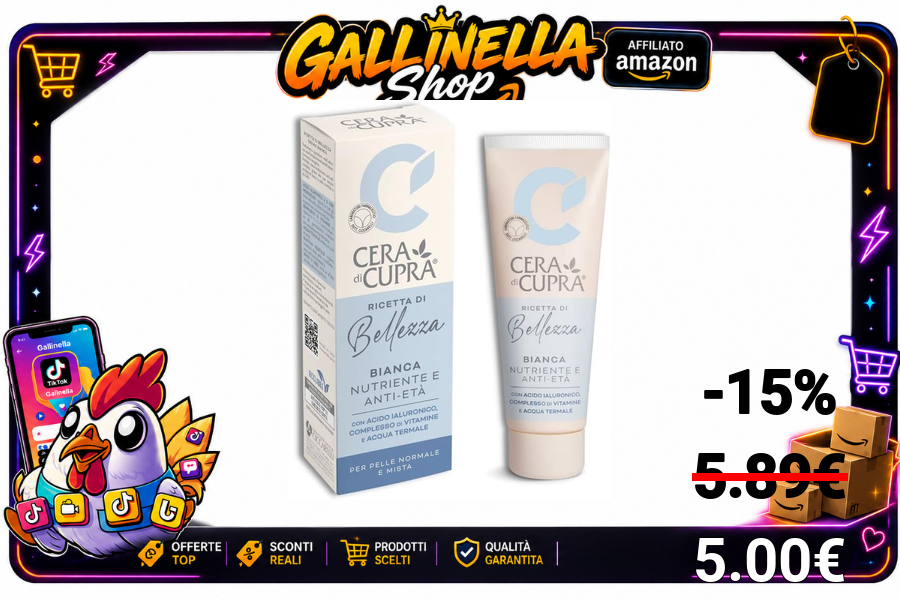 GALLINELLA
Shop
AFFILIATO
amazon
CERA
di CUPRA
CERA
di CUPRA®
RICETTA DI
Bellezza
BIANCA
NUTRIENTE E
ANTI-ETÀ
CON ACIDO IALURONICO,
COMPLESSO DI VITAMINE
E ACQUA TERMALE
PER PELLE NORMALE
E MISTA
CERA
di CUPRA®
RICETTA DI
Bellezza
BIANCA
NUTRIENTE E
ANTI-ETÀ
CON ACIDO IALURONICO,
COMPLESSO DI VITAMINE
E ACQUA TERMALE
Gallinella
TikTok
Gallinella
-15%
5.89€
5.00€
OFFERTE
TOP
SCONTI
REALI
PRODOTTI
SCELTI
QUALITÀ
GARANTITA